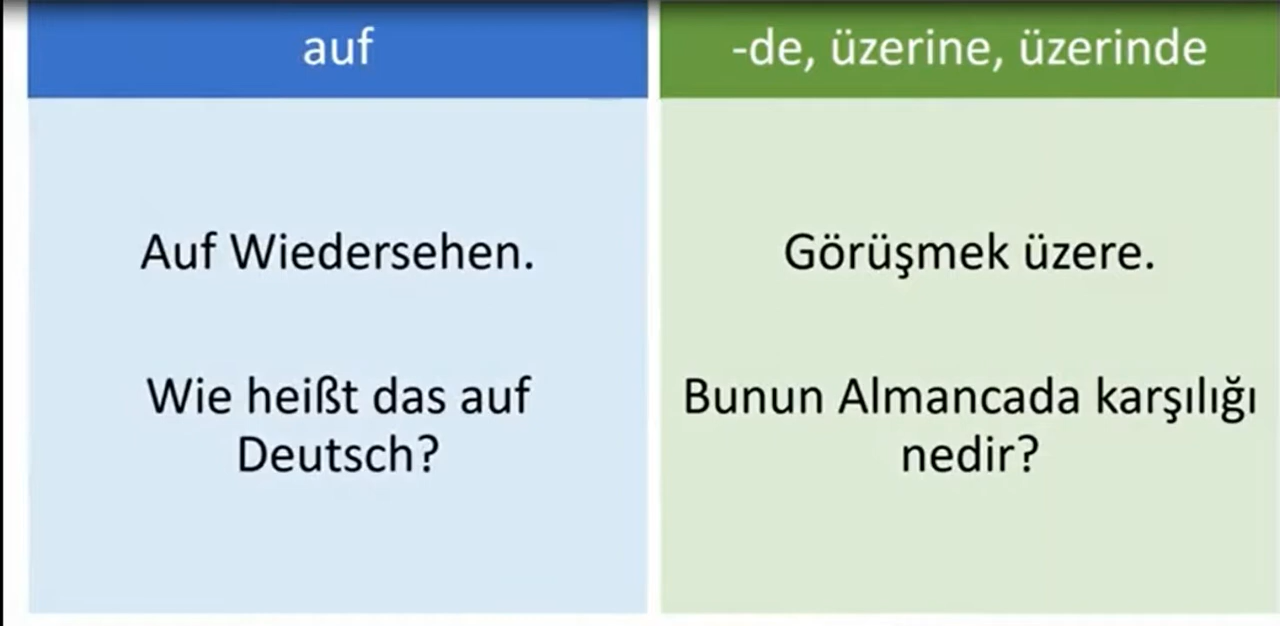 auf
-de, üzerine, üzerinde
Auf Wiedersehen.
Görüşmek üzere.
Wie heißt das auf
Deutsch?
Bunun Almancada karşılığı
nedir?